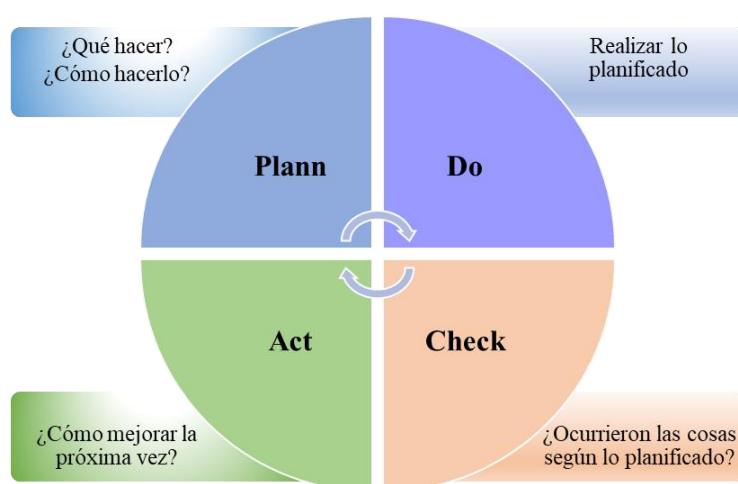 ¿Qué hacer?
¿Cómo hacerlo?
Realizar lo
planificado
Plann
Do
Act
Check
¿Cómo mejorar la
próxima vez?
¿Ocurrieron las cosas
según lo planificado?